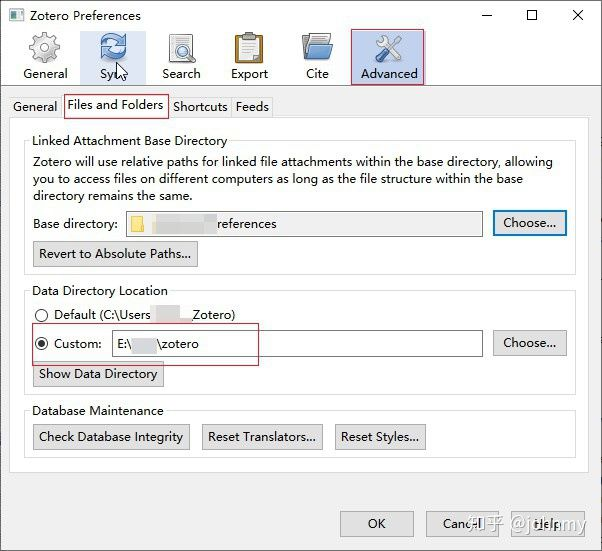 Zotero Preferences
General Sync Search Export Cite Advanced
General Files and Folders Shortcuts Feeds
Linked Attachment Base Directory
Zotero will use relative paths for linked file attachments within the base directory, allowing
you to access files on different computers as long as the file structure within the base
directory remains the same.
Base directory: references Choose...
Revert to Absolute Paths...
Data Directory Location
Default (C:\Users Zotero)
Custom: E:\ \zotero Choose...
Show Data Directory
Database Maintenance
Check Database Integrity Reset Translators... Reset Styles...
OK Cancel Help
知乎 @juhmy